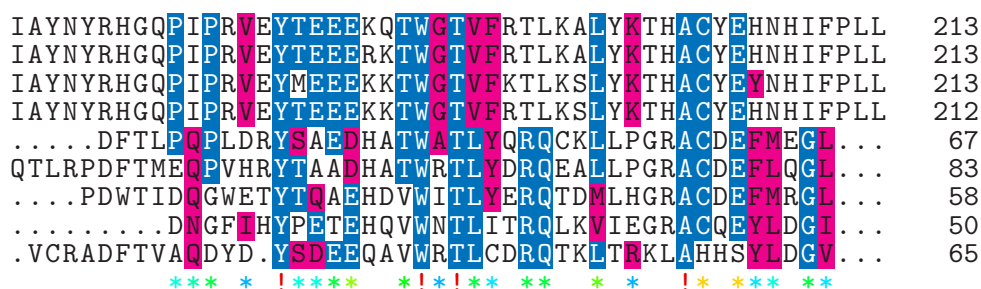 IAYNYRHGQPIPRVEYTEEEKQTWGTVFRTLKALYKTHACYEHNHIFPLL 213
IAYNYRHGQPIPRVEYTEEERKTWGTVFRTLKALYKTHACYEHNHIFPLL 213
IAYNYRHGQPIPRVEYMEEEKKTWGTVFKTLKSLYKTHACYEYNHIFPLL 213
IAYNYRHGQPIPRVEYTEEEKKTWGTVFRTLKSLYKTHACYEHNHIFPLL 212
.....DFTLPQPLDRYSAEDHATWATLYQRQCKLLPGRACDEFMEGL... 67
QTLRPDFTMEQPVHRYTAADHATWRTLYDRQEALLPGRACDEFLQGL... 83
....PDWTIDQGWETYTQAEHDVWITLYERQTDMLHGRACDEFMRGL... 58
.........DNGFIHYPETEHQVWNTLITRQLKVIEGRACQEYLDGI... 50
.VCRADFTVAQDYD.YSDEEQAVWRTLCDRQTKLTRKLAHHSYLDGV... 65
*** * !**** *!*!** ** * * !* *** **